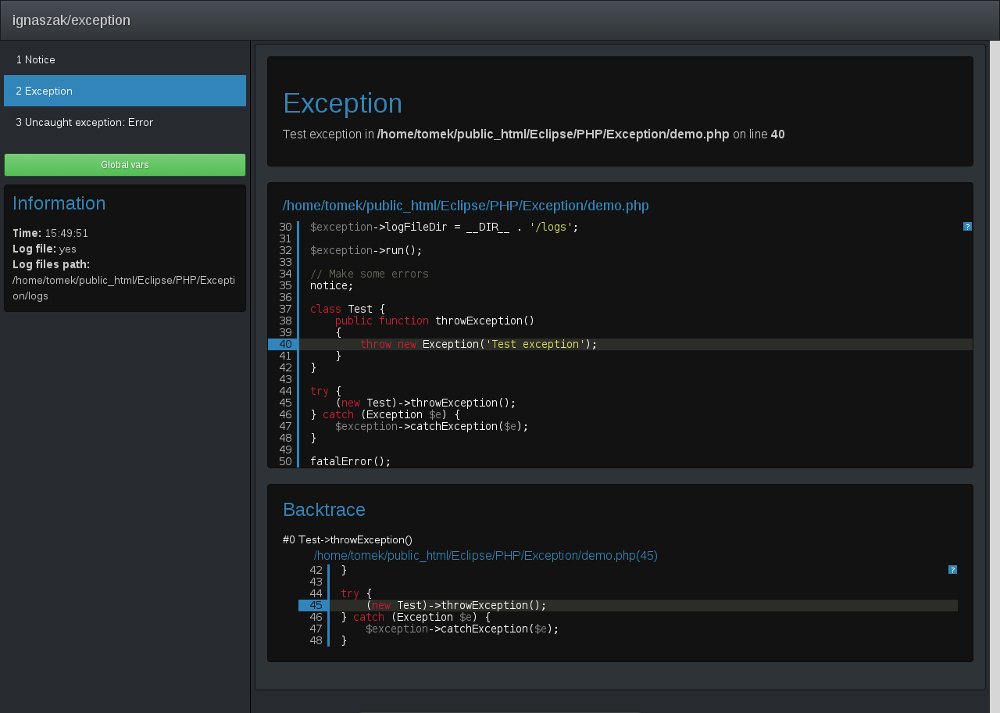 ignaszak/exception
1 Notice
2 Exception
3 Uncaught exception: Error
Global vars
Information
Time: 15:49:51
Log file: yes
Log files path:
/home/tomek/public_html/Eclipse/PHP/Excepti
on/logs
Exception
Test exception in /home/tomek/public_html/Eclipse/PHP/Exception/demo.php on line 40
/home/tomek/public_html/Eclipse/PHP/Exception/demo.php
?
30 $exception->logFileDir = __DIR__ . '/logs';
31
32 $exception->run();
33
34 // Make some errors
35 notice;
36
37 class Test {
38     public function throwException()
39     {
40         throw new Exception('Test exception');
41     }
42 }
43
44 try {
45     (new Test)->throwException();
46 } catch (Exception $e) {
47     $exception->catchException($e);
48 }
49
50 fatalError();
Backtrace
#0 Test->throwException()
/home/tomek/public_html/Eclipse/PHP/Exception/demo.php(45)
?
42 }
43
44 try {
45     (new Test)->throwException();
46 } catch (Exception $e) {
47     $exception->catchException($e);
48 }